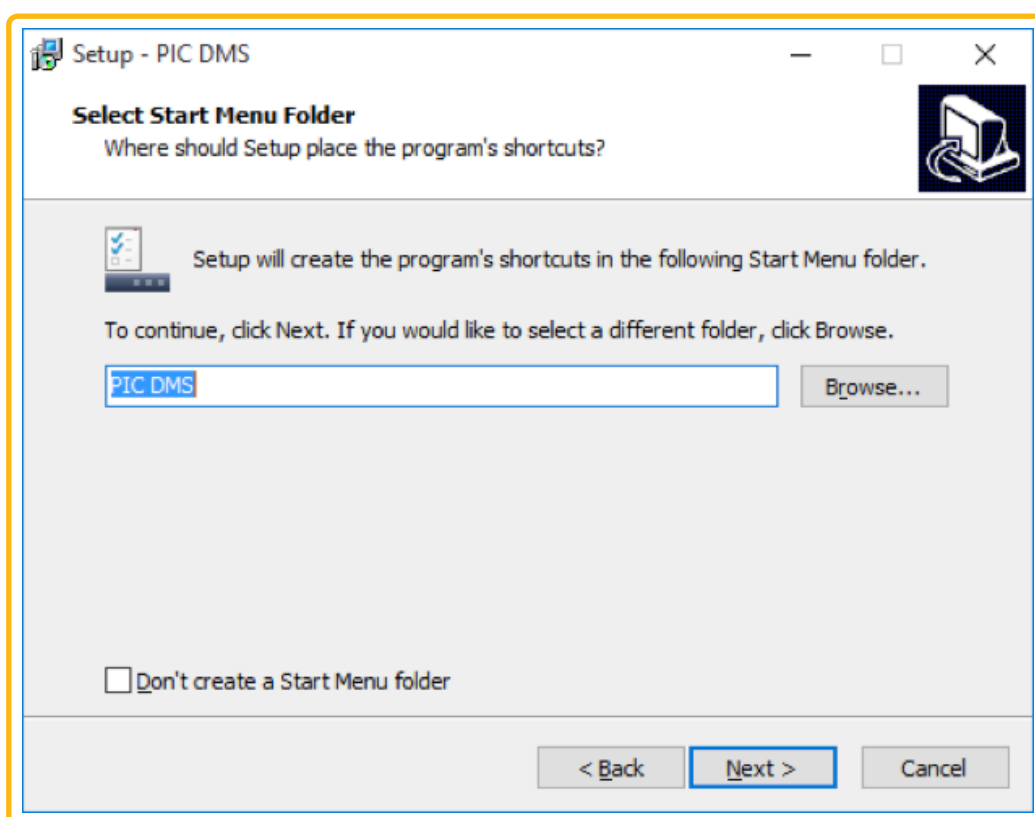 Setup - PIC DMS
Select Start Menu Folder
Where should Setup place the program's shortcuts?
Setup will create the program's shortcuts in the following Start Menu folder.
To continue, click Next. If you would like to select a different folder, click Browse.
PIC DMS
Browse...
Don't create a Start Menu folder
< Back
Next >
Cancel